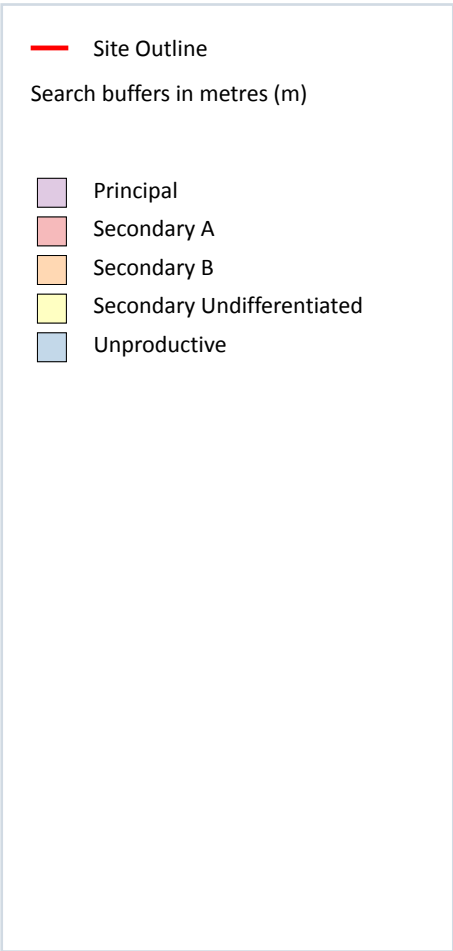 Site Outline
Search buffers in metres (m)
Principal
Secondary A
Secondary B
Secondary Undifferentiated
Unproductive